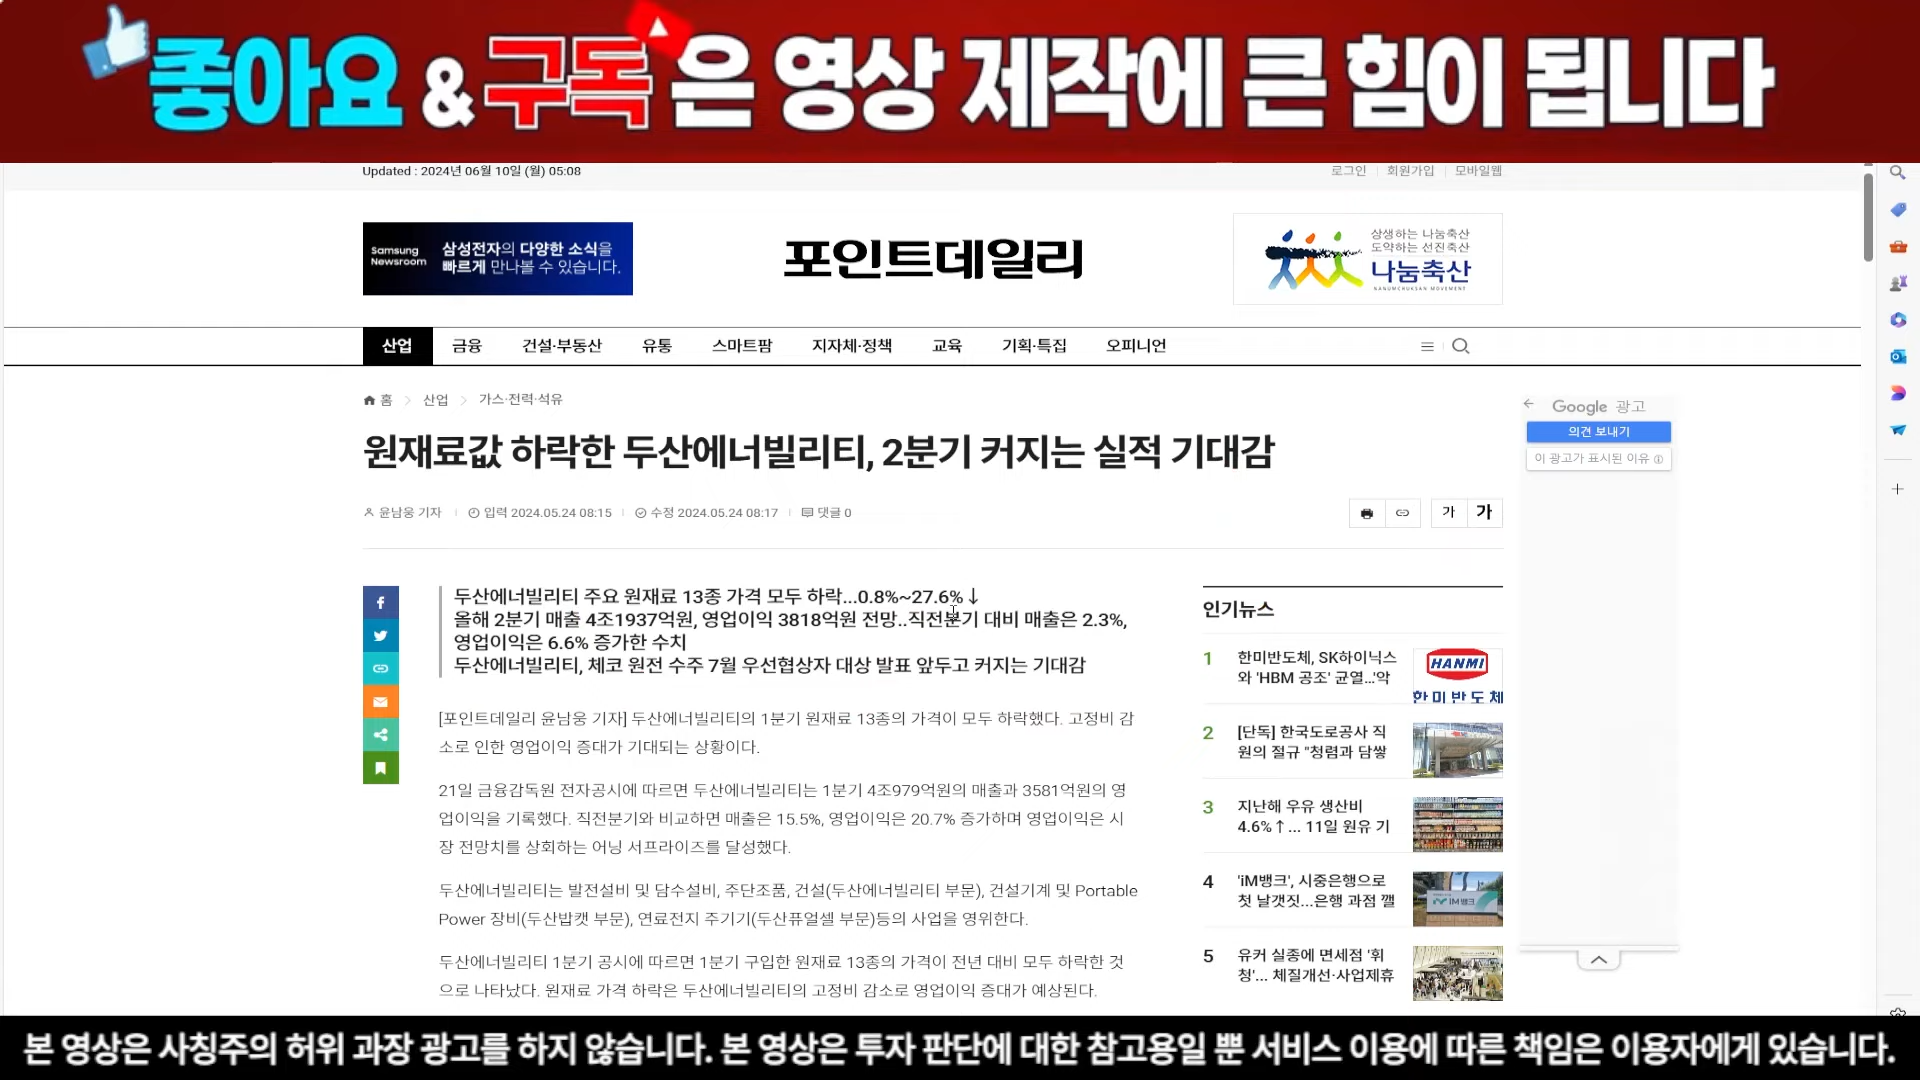 좋아요 & 구독 은 영상 제작에 큰 힘이 됩니다
Updated : 2024년 06월 10일 (월) 05:08
로그인 회원가입 모바일웹
Samsung Newsroom
삼성전자의 다양한 소식을
빠르게 만나볼 수 있습니다.
포인트데일리
상생하는 나눔축산
도약하는 선진축산
나눔축산
NANUMCHUKSAN MOVEMENT
산업 금융 건설·부동산 유통 스마트팜 지자체·정책 교육 기획·특집 오피니언
홈 > 산업 > 가스·전력·석유
원재료값 하락한 두산에너빌리티, 2분기 커지는 실적 기대감
윤남웅 기자 입력 2024.05.24 08:15 수정 2024.05.24 08:17 댓글 0
가 가
Google 광고
의견 보내기
이 광고가 표시된 이유
두산에너빌리티 주요 원재료 13종 가격 모두 하락...0.8%~27.6%↓
올해 2분기 매출 4조1937억원, 영업이익 3818억원 전망..직전분기 대비 매출은 2.3%,
영업이익은 6.6% 증가한 수치
두산에너빌리티, 체코 원전 수주 7월 우선협상자 대상 발표 앞두고 커지는 기대감
[포인트데일리 윤남웅 기자] 두산에너빌리티의 1분기 원재료 13종의 가격이 모두 하락했다. 고정비 감
소로 인한 영업이익 증대가 기대되는 상황이다.
21일 금융감독원 전자공시에 따르면 두산에너빌리티는 1분기 4조979억원의 매출과 3581억원의 영
업이익을 기록했다. 직전분기와 비교하면 매출은 15.5%, 영업이익은 20.7% 증가하며 영업이익은 시
장 전망치를 상회하는 어닝 서프라이즈를 달성했다.
두산에너빌리티는 발전설비 및 담수설비, 주단조품, 건설(두산에너빌리티 부문), 건설기계 및 Portable
Power 장비(두산밥캣 부문), 연료전지 주기기(두산퓨얼셀 부문)등의 사업을 영위한다.
두산에너빌리티 1분기 공시에 따르면 1분기 구입한 원재료 13종의 가격이 전년 대비 모두 하락한 것
으로 나타났다. 원재료 가격 하락은 두산에너빌리티의 고정비 감소로 영업이익 증대가 예상된다.
인기뉴스
1 한미반도체, SK하이닉스
와 'HBM 공조' 균열...'악
HANMI
한미반도체
2 [단독] 한국도로공사 직
원의 절규 "청렴과 담쌓
3 지난해 우유 생산비
4.6%↑... 11일 원유 기
4 'iM뱅크', 시중은행으로
첫 날갯짓...은행 과점 깰
iM뱅크
5 유커 실종에 면세점 '휘
청'... 체질개선·사업제휴
본 영상은 사칭주의 허위 과장 광고를 하지 않습니다. 본 영상은 투자 판단에 대한 참고용일 뿐 서비스 이용에 따른 책임은 이용자에게 있습니다.